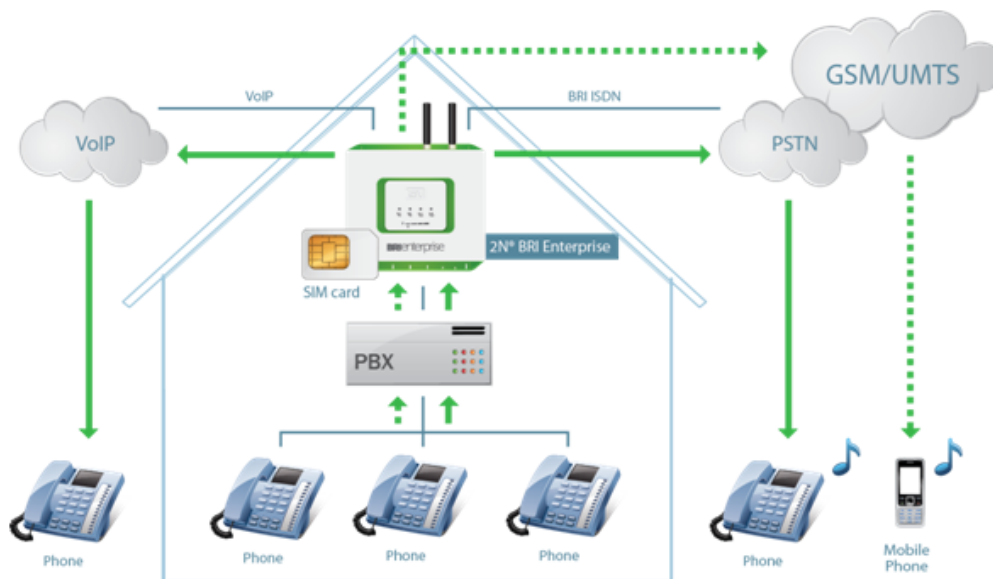 GSM/UMTS
VoIP
BRI ISDN
VoIP
PSTN
BRIenterprise
2N® BRI Enterprise
SIM card
PBX
Phone
Phone
Phone
Phone
Phone
Mobile
Phone